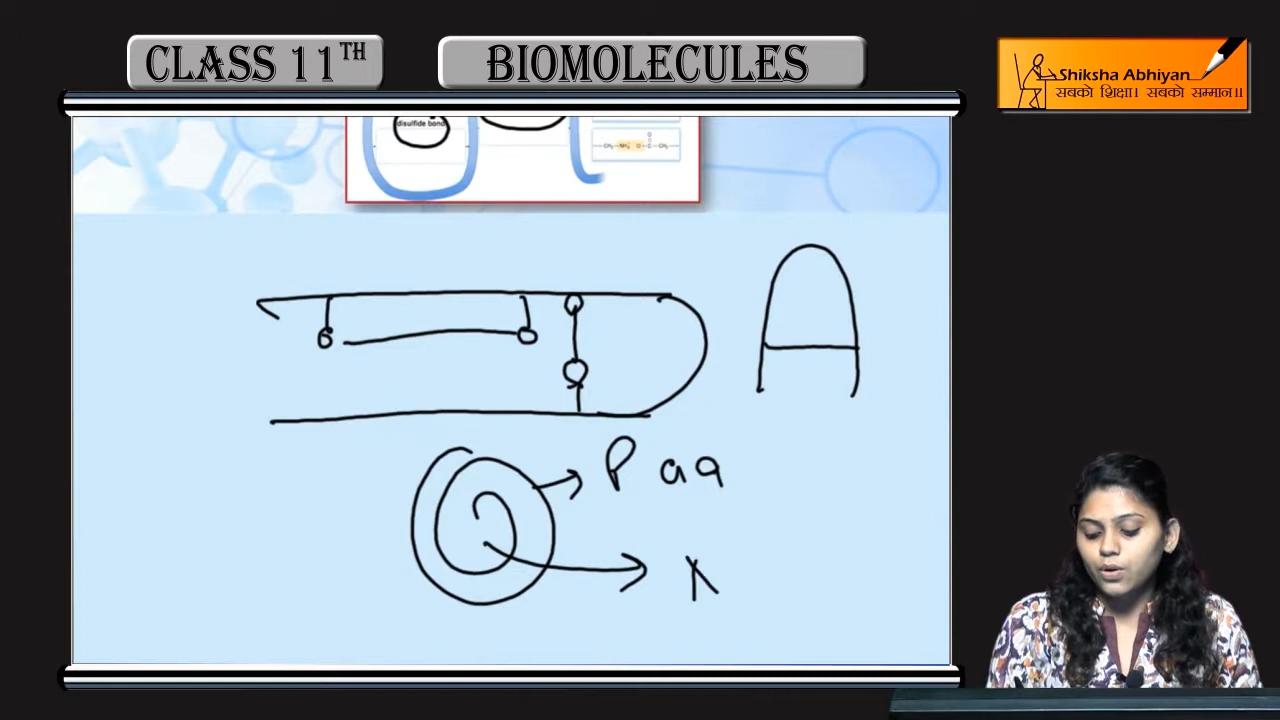 CLASS 11TH
BIOMOLECULES
Shiksha Abhiyan
सबको शिक्षा। सबको सम्मान।।
disulfide bond
A
P aa